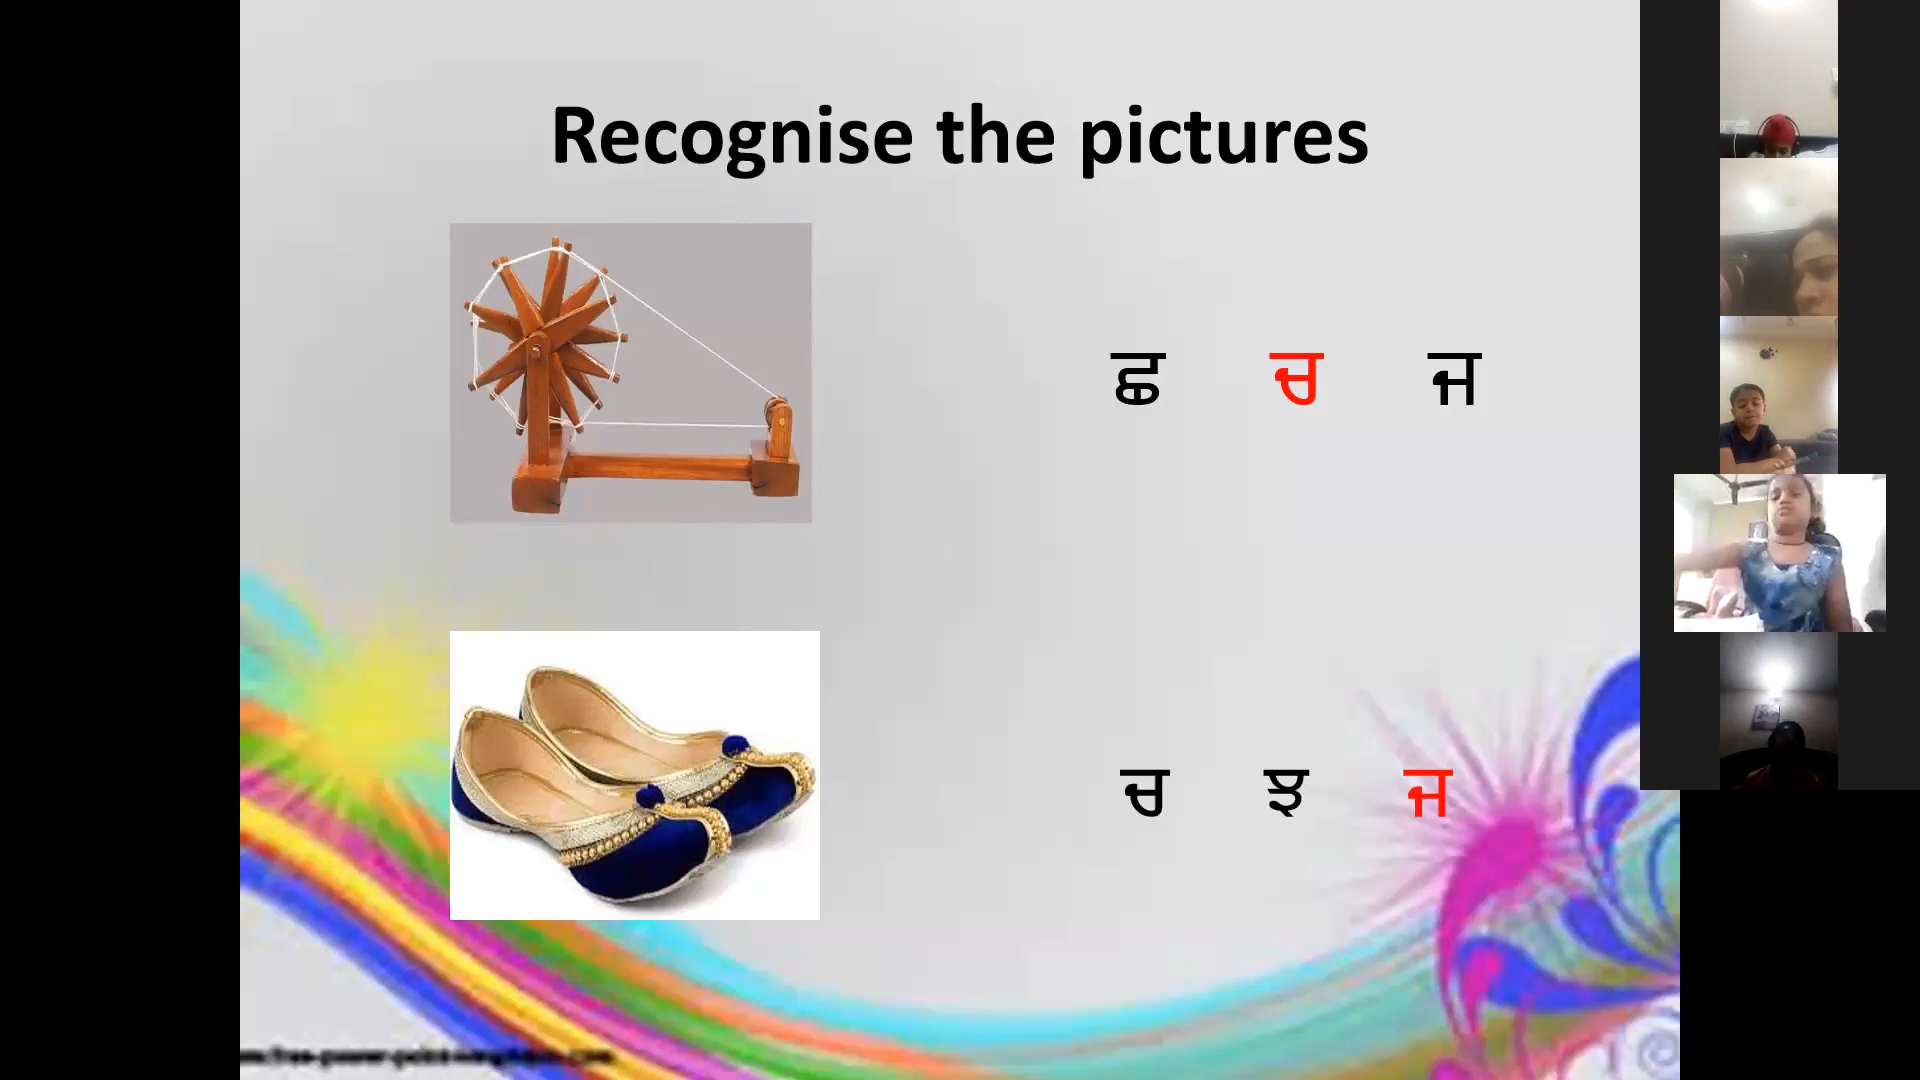 Recognise the pictures
ਛ ਚ ਜ
ਚ ਝ ਜ